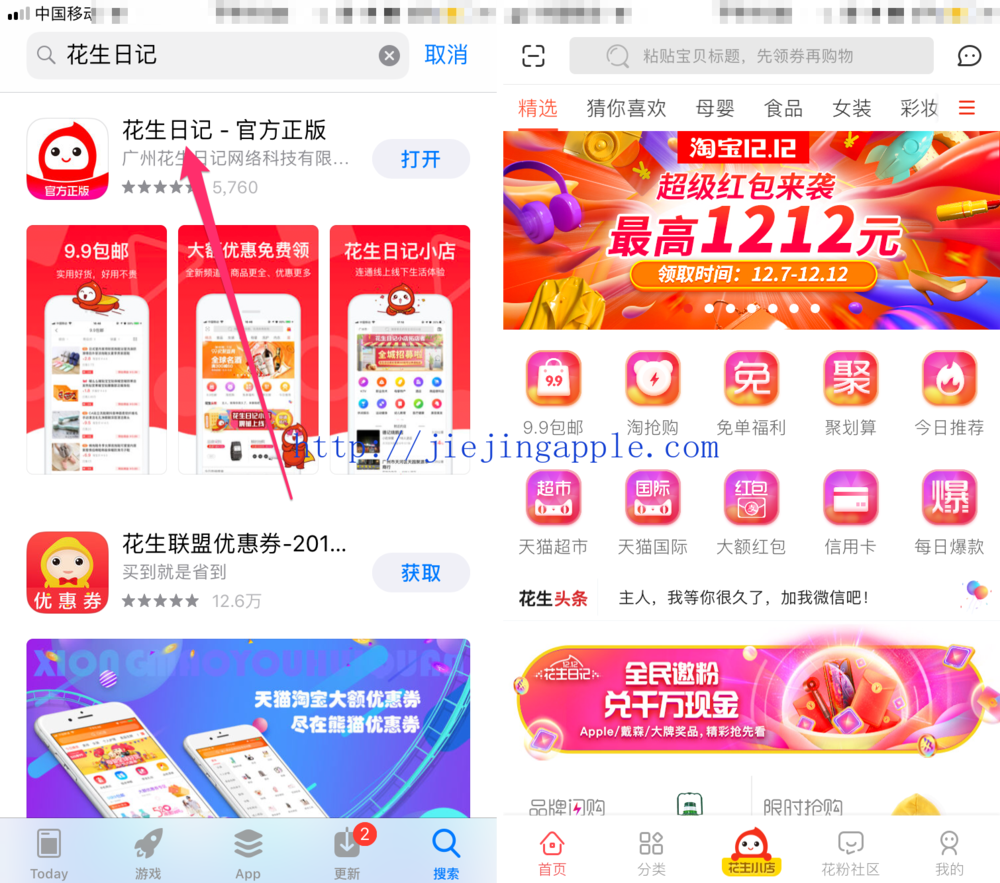 中国移动
花生日记
取消
花生日记 - 官方正版
广州花生日记网络科技有限...
5,760
打开
官方正版
9.9包邮
实用好货，好用不贵
大额优惠免费领
全新频道，商品更全、优惠更多
花生日记小店
连通线上线下生活体验
花生联盟优惠券-201...
买到就是省到
12.6万
获取
优惠券
天猫淘宝大额优惠券
尽在熊猫优惠券
Today
游戏
App
2
更新
搜索
粘贴宝贝标题，先领券再购物
精选
猜你喜欢
母婴
食品
女装
彩妆
淘宝12.12
超级红包来袭
最高1212元
领取时间：12.7-12.12
9.9
免
聚
9.9包邮
淘抢购
免单福利
聚划算
今日推荐
超市
国际
红包
爆
天猫超市
天猫国际
大额红包
信用卡
每日爆款
http://jiejingapple.com
花生头条
主人，我等你很久了，加我微信吧！
花生日记
全民邀粉
兑千万现金
Apple/戴森/大牌奖品，精彩抢先看
品牌闪购
限时抢购
首页
分类
花生小店
花粉社区
我的